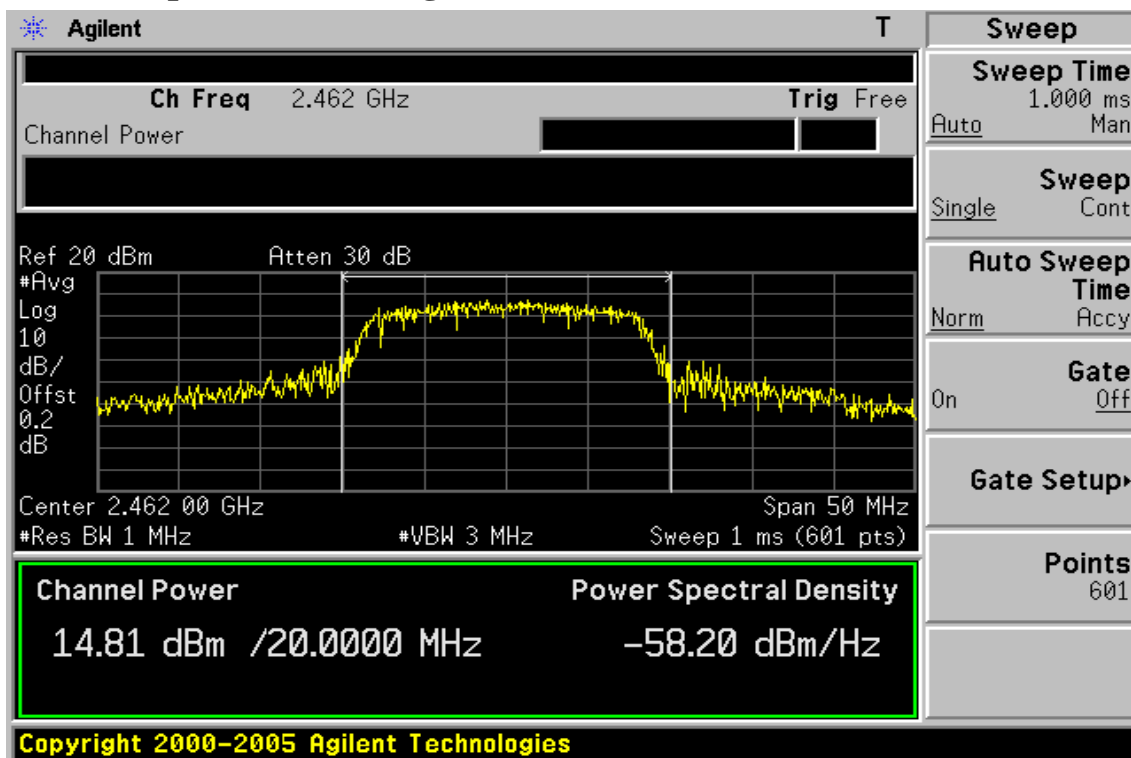 Agilent T
Ch Freq 2.462 GHz Trig Free
Channel Power
Ref 20 dBm Atten 30 dB
#Avg
Log
10
dB/
Offst
0.2
dB
Center 2.462 00 GHz Span 50 MHz
#Res BW 1 MHz #VBW 3 MHz Sweep 1 ms (601 pts)
Channel Power Power Spectral Density
14.81 dBm /20.0000 MHz -58.20 dBm/Hz
Copyright 2000-2005 Agilent Technologies
Sweep
Sweep Time
1.000 ms
Auto Man
Sweep
Single Cont
Auto Sweep
Time
Norm Accy
Gate
On Off
Gate Setup
Points
601